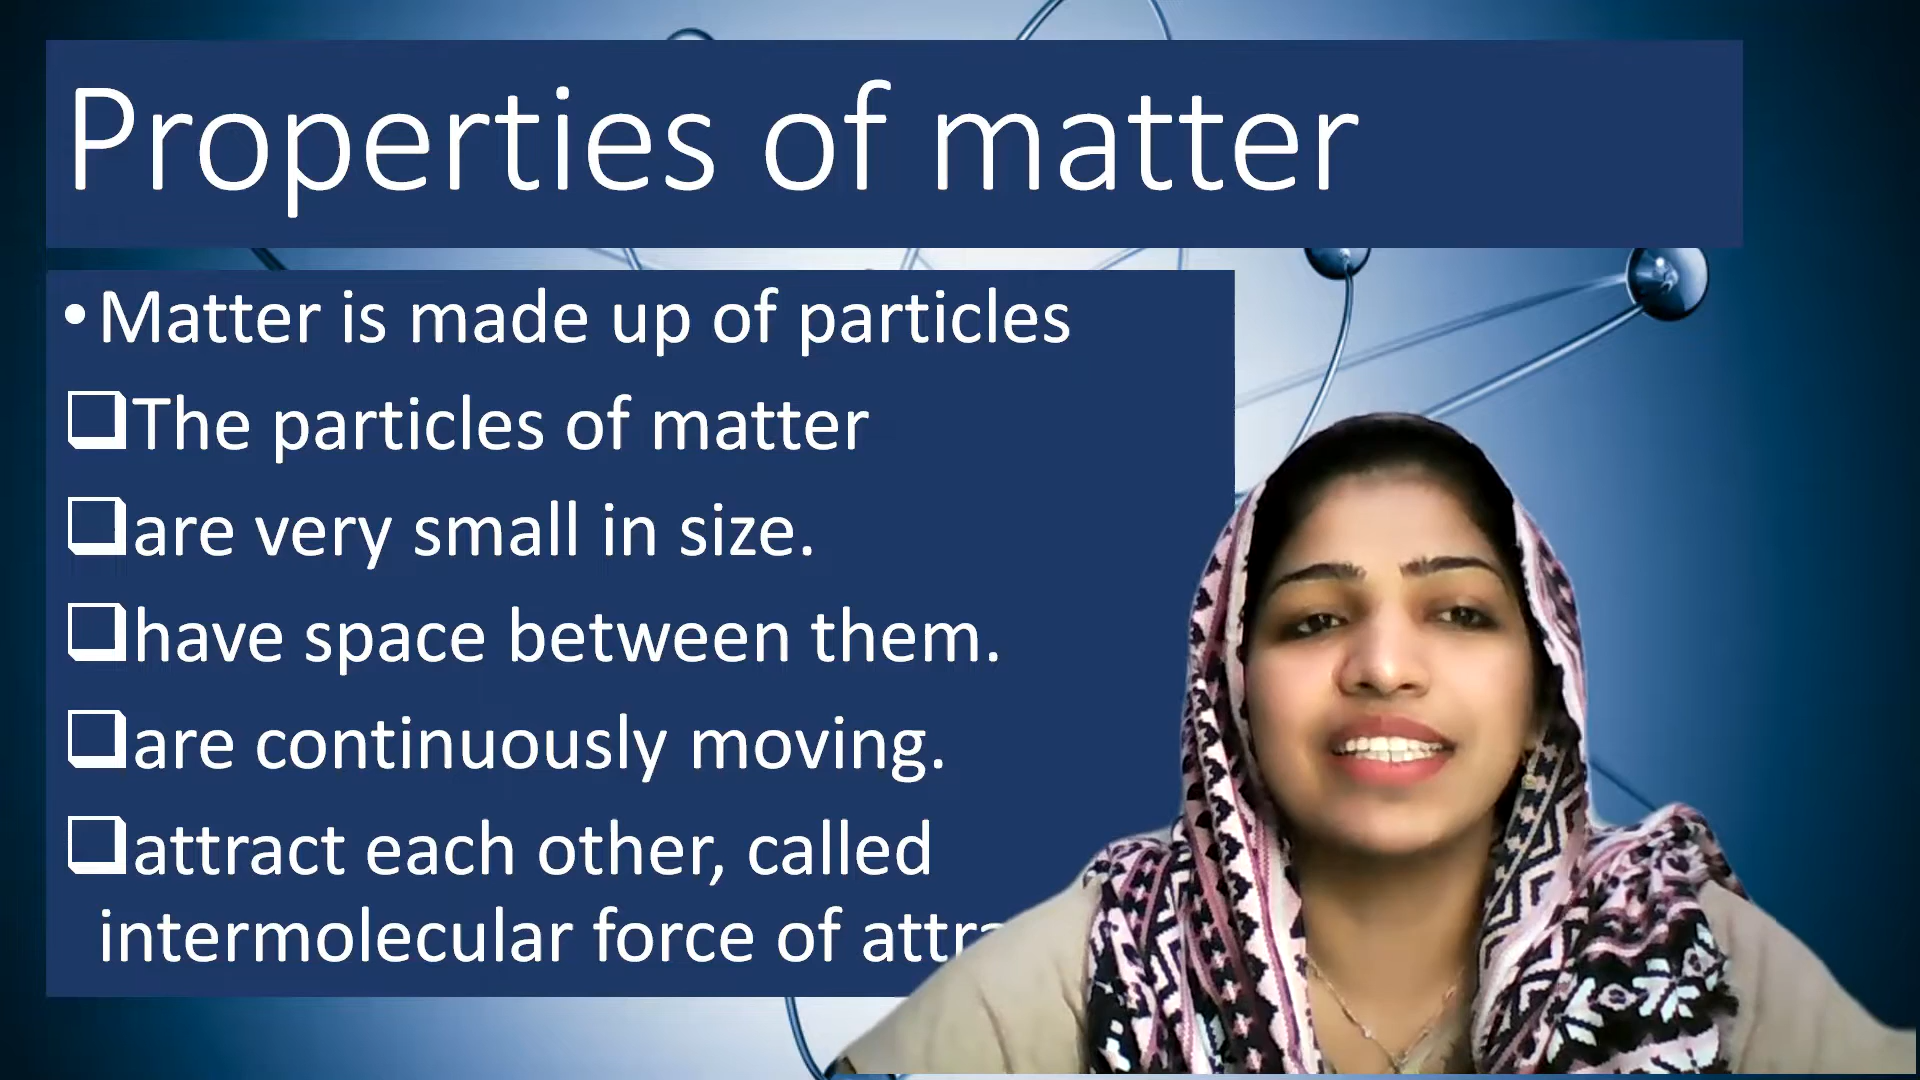 Properties of matter
• Matter is made up of particles
❑The particles of matter
❑are very small in size.
❑have space between them.
❑are continuously moving.
❑attract each other, called
intermolecular force of